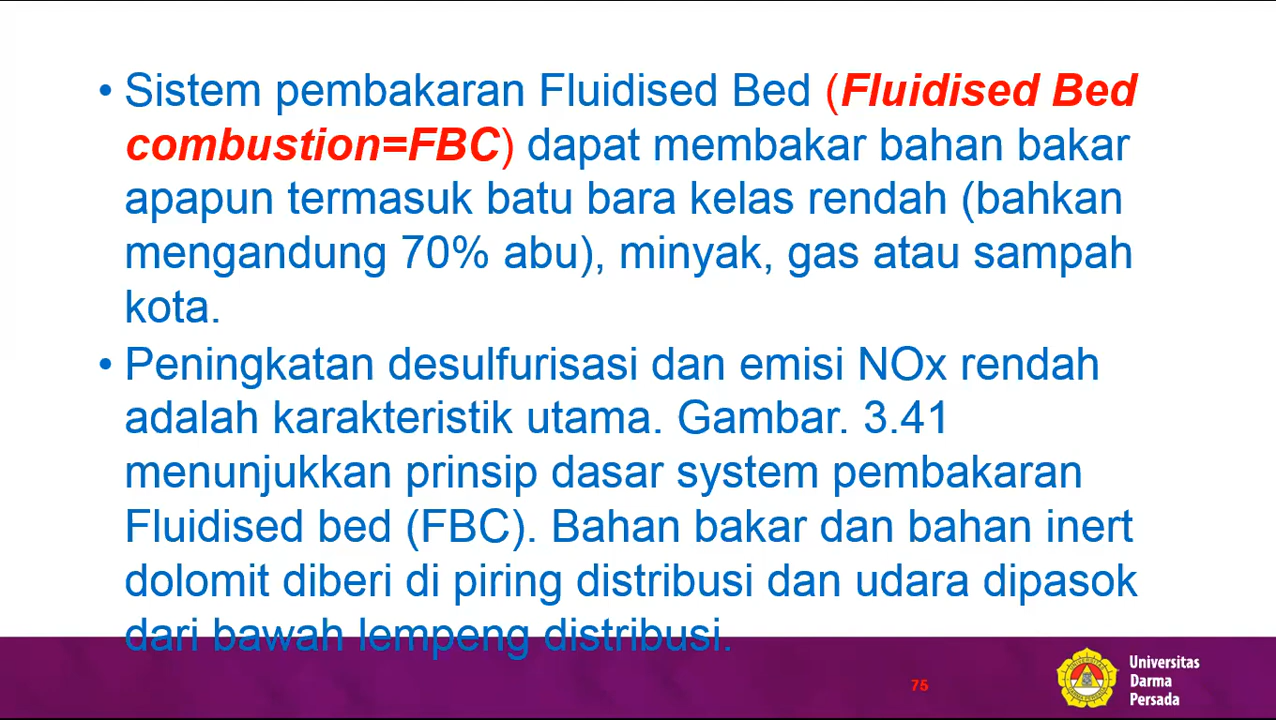 • Sistem pembakaran Fluidised Bed (Fluidised Bed
combustion=FBC) dapat membakar bahan bakar
apapun termasuk batu bara kelas rendah (bahkan
mengandung 70% abu), minyak, gas atau sampah
kota.
• Peningkatan desulfurisasi dan emisi NOx rendah
adalah karakteristik utama. Gambar. 3.41
menunjukkan prinsip dasar system pembakaran
Fluidised bed (FBC). Bahan bakar dan bahan inert
dolomit diberi di piring distribusi dan udara dipasok
dari bawah lempeng distribusi.
75
Universitas
Darma
Persada